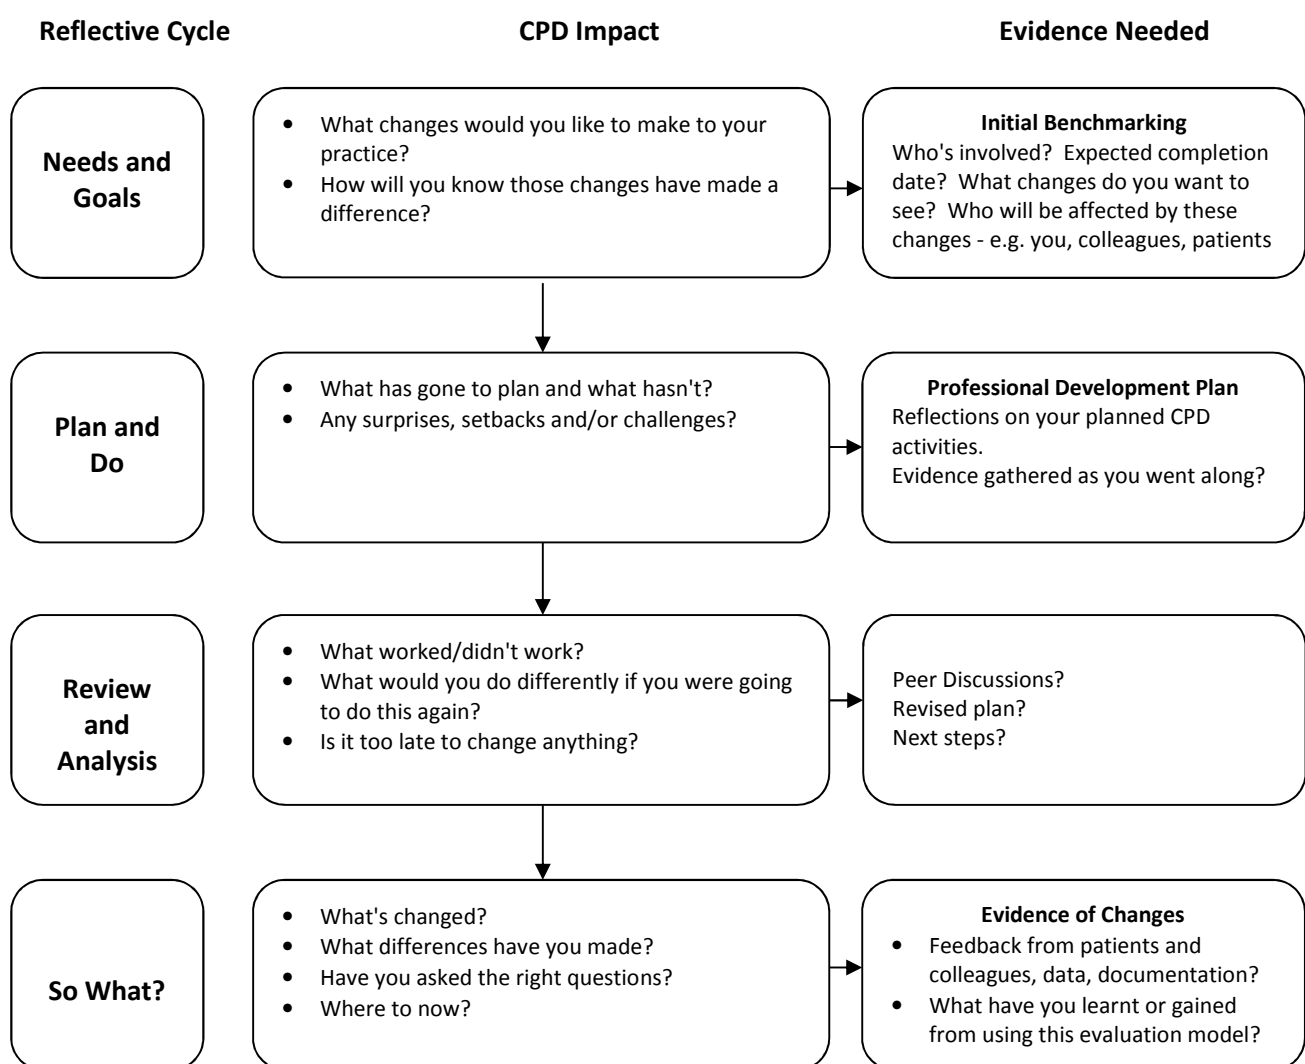 Reflective Cycle
CPD Impact
Evidence Needed
Needs and
Goals
• What changes would you like to make to your
practice?
• How will you know those changes have made a
difference?
Initial Benchmarking
Who's involved?  Expected completion
date?  What changes do you want to
see?  Who will be affected by these
changes - e.g. you, colleagues, patients
Plan and
Do
• What has gone to plan and what hasn't?
• Any surprises, setbacks and/or challenges?
Professional Development Plan
Reflections on your planned CPD
activities.
Evidence gathered as you went along?
Review
and
Analysis
• What worked/didn't work?
• What would you do differently if you were going
to do this again?
• Is it too late to change anything?
Peer Discussions?
Revised plan?
Next steps?
So What?
• What's changed?
• What differences have you made?
• Have you asked the right questions?
• Where to now?
Evidence of Changes
• Feedback from patients and
colleagues, data, documentation?
• What have you learnt or gained
from using this evaluation model?